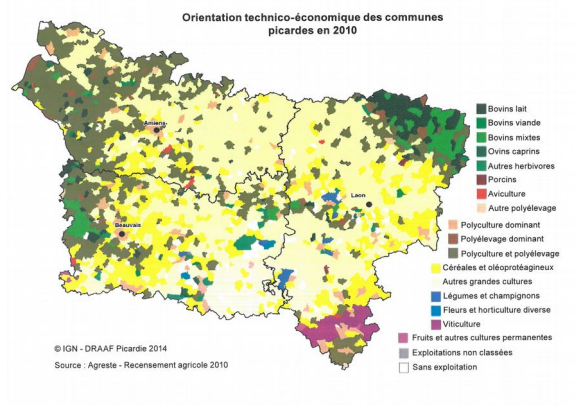 Orientation technico-économique des communes
picardes en 2010
Amiens
Beauvais
Laon
Bovins lait
Bovins viande
Bovins mixtes
Ovins caprins
Autres herbivores
Porcins
Aviculture
Autre polyélevage
Polyculture dominant
Polyélevage dominant
Polyculture et polyélevage
Céréales et oléoprotéagineux
Autres grandes cultures
Légumes et champignons
Fleurs et horticulture diverse
Viticulture
Fruits et autres cultures permanentes
Exploitations non classées
Sans exploitation
© IGN - DRAAF Picardie 2014
Source : Agreste - Recensement agricole 2010